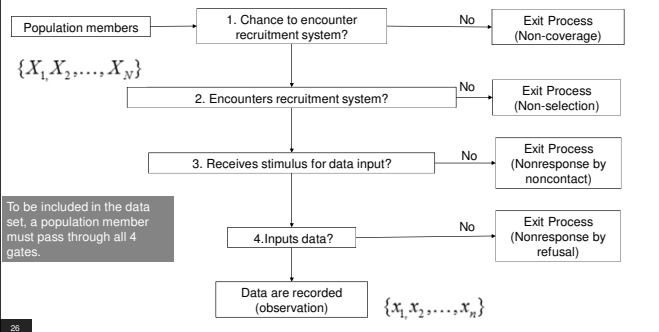 Population members
1. Chance to encounter
recruitment system?
No
Exit Process
(Non-coverage)
{X1, X2,..., XN}
2. Encounters recruitment system?
No
Exit Process
(Non-selection)
3. Receives stimulus for data input?
No
Exit Process
(Nonresponse by
noncontact)
To be included in the data
set, a population member
must pass through all 4
gates.
4.Inputs data?
No
Exit Process
(Nonresponse by
refusal)
Data are recorded
(observation)
{x1, x2,..., xn}
26